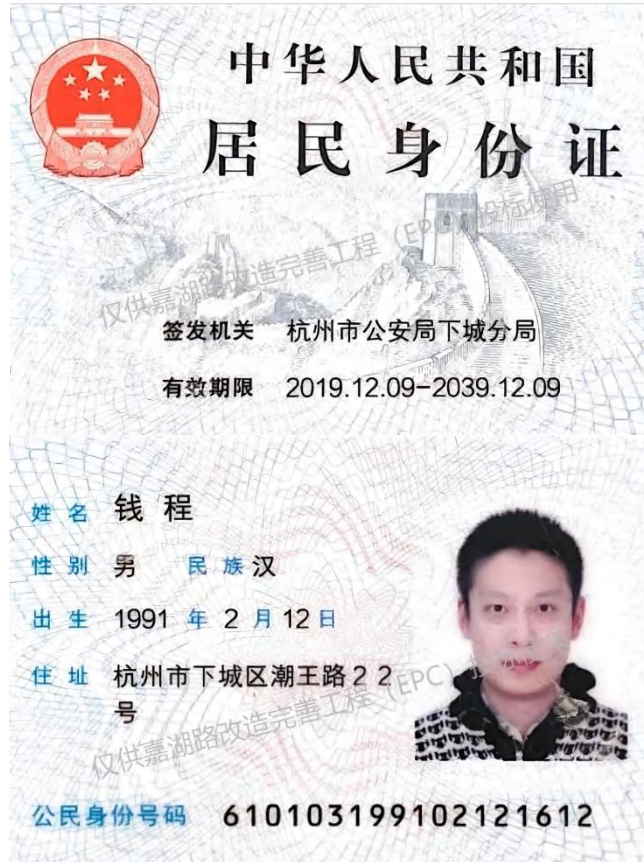 中华人民共和国
居民身份证
仅供嘉湖路改造完善工程（EPC）投标使用
签发机关 杭州市公安局下城分局
有效期限 2019.12.09-2039.12.09
姓名 钱程
性别 男 民族 汉
出生 1991 年 2 月 12 日
住址 杭州市下城区潮王路22
号
仅供嘉湖路改造完善工程（EPC）投
公民身份号码 610103199102121612